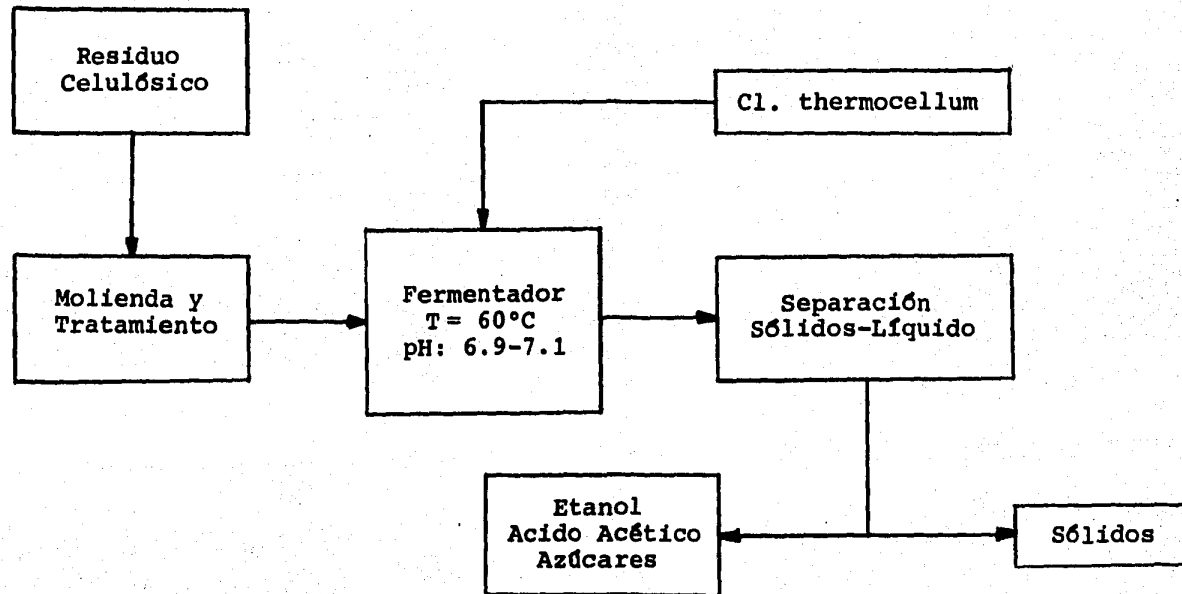 Residuo
Celulósico
Cl. thermocellum
Molienda y
Tratamiento
Fermentador
T = 60°C
pH: 6.9-7.1
Separación
Sólidos-Líquido
Etanol
Acido Acético
Azúcares
Sólidos